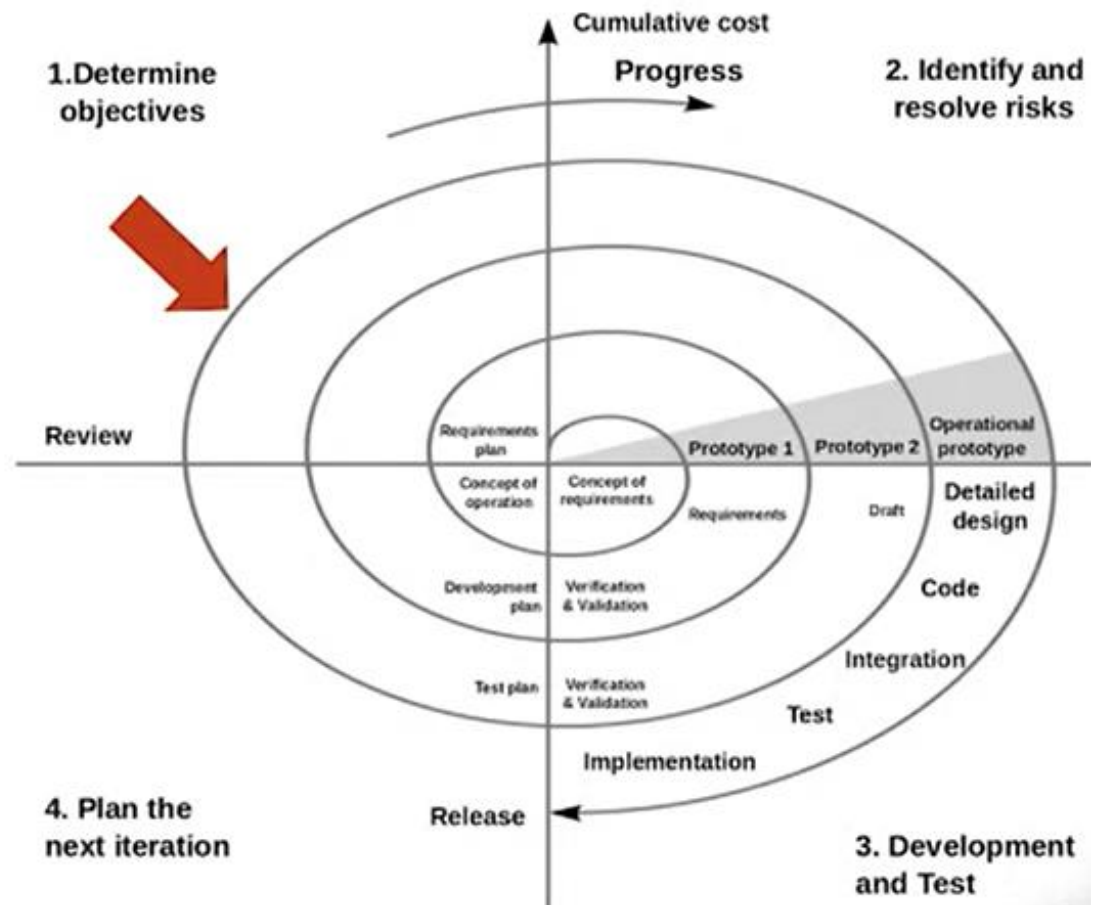 Cumulative cost
1.Determine
objectives
Progress
2. Identify and
resolve risks
Review
Requirements
plan
Prototype 1
Prototype 2
Operational
prototype
Concept of
operation
Concept of
requirements
Requirements
Draft
Detailed
design
Development
plan
Verification
& Validation
Code
Integration
Test plan
Verification
& Validation
Test
Implementation
Release
4. Plan the
next iteration
3. Development
and Test